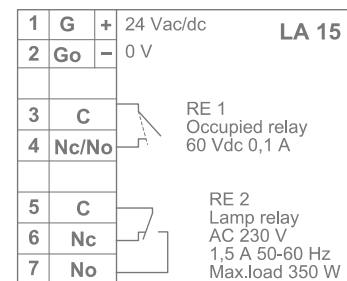 1 G + 24 Vac/dc LA 15
2 Go – 0 V
3 C RE 1
Occupied relay
4 Nc/No 60 Vdc 0,1 A
5 C RE 2
Lamp relay
6 Nc AC 230 V
1,5 A 50-60 Hz
7 No Max.load 350 W